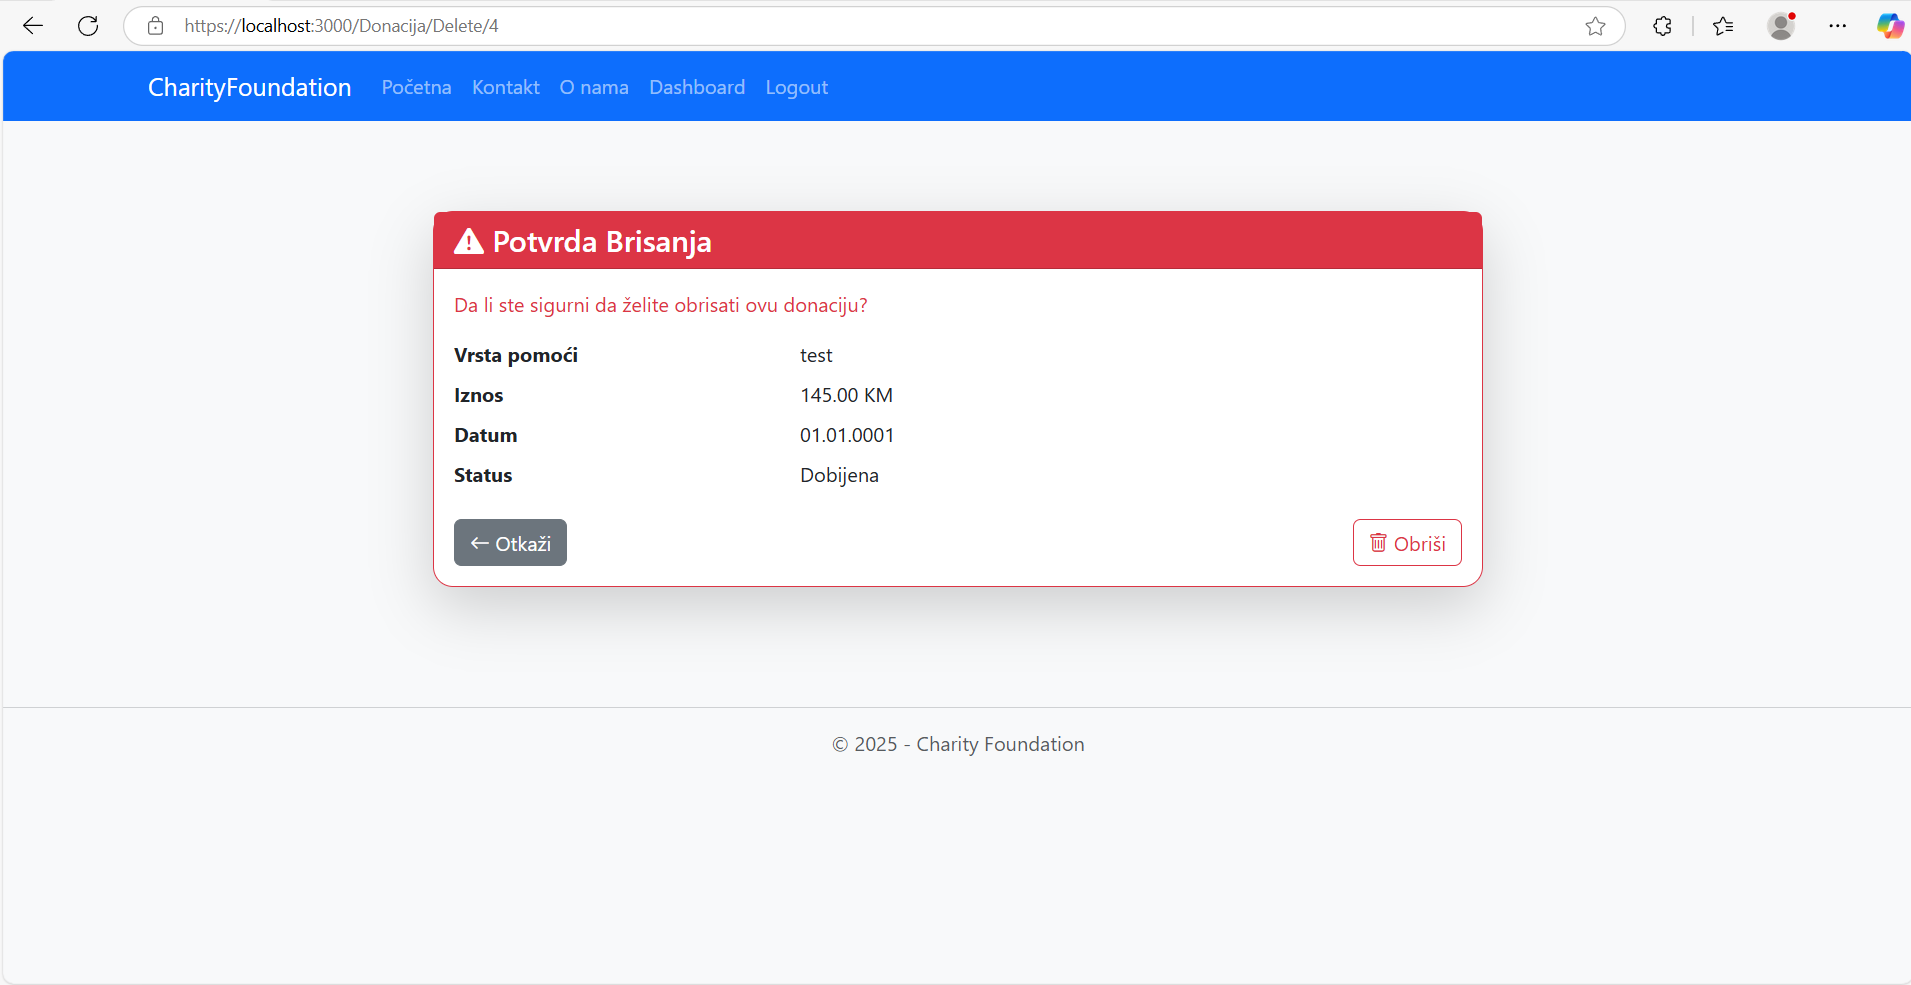 https://localhost:3000/Donacija/Delete/4
CharityFoundation Početna Kontakt O nama Dashboard Logout
Potvrda Brisanja
Da li ste sigurni da želite obrisati ovu donaciju?
Vrsta pomoći test
Iznos 145.00 KM
Datum 01.01.0001
Status Dobijena
Otkaži Obriši
© 2025 - Charity Foundation